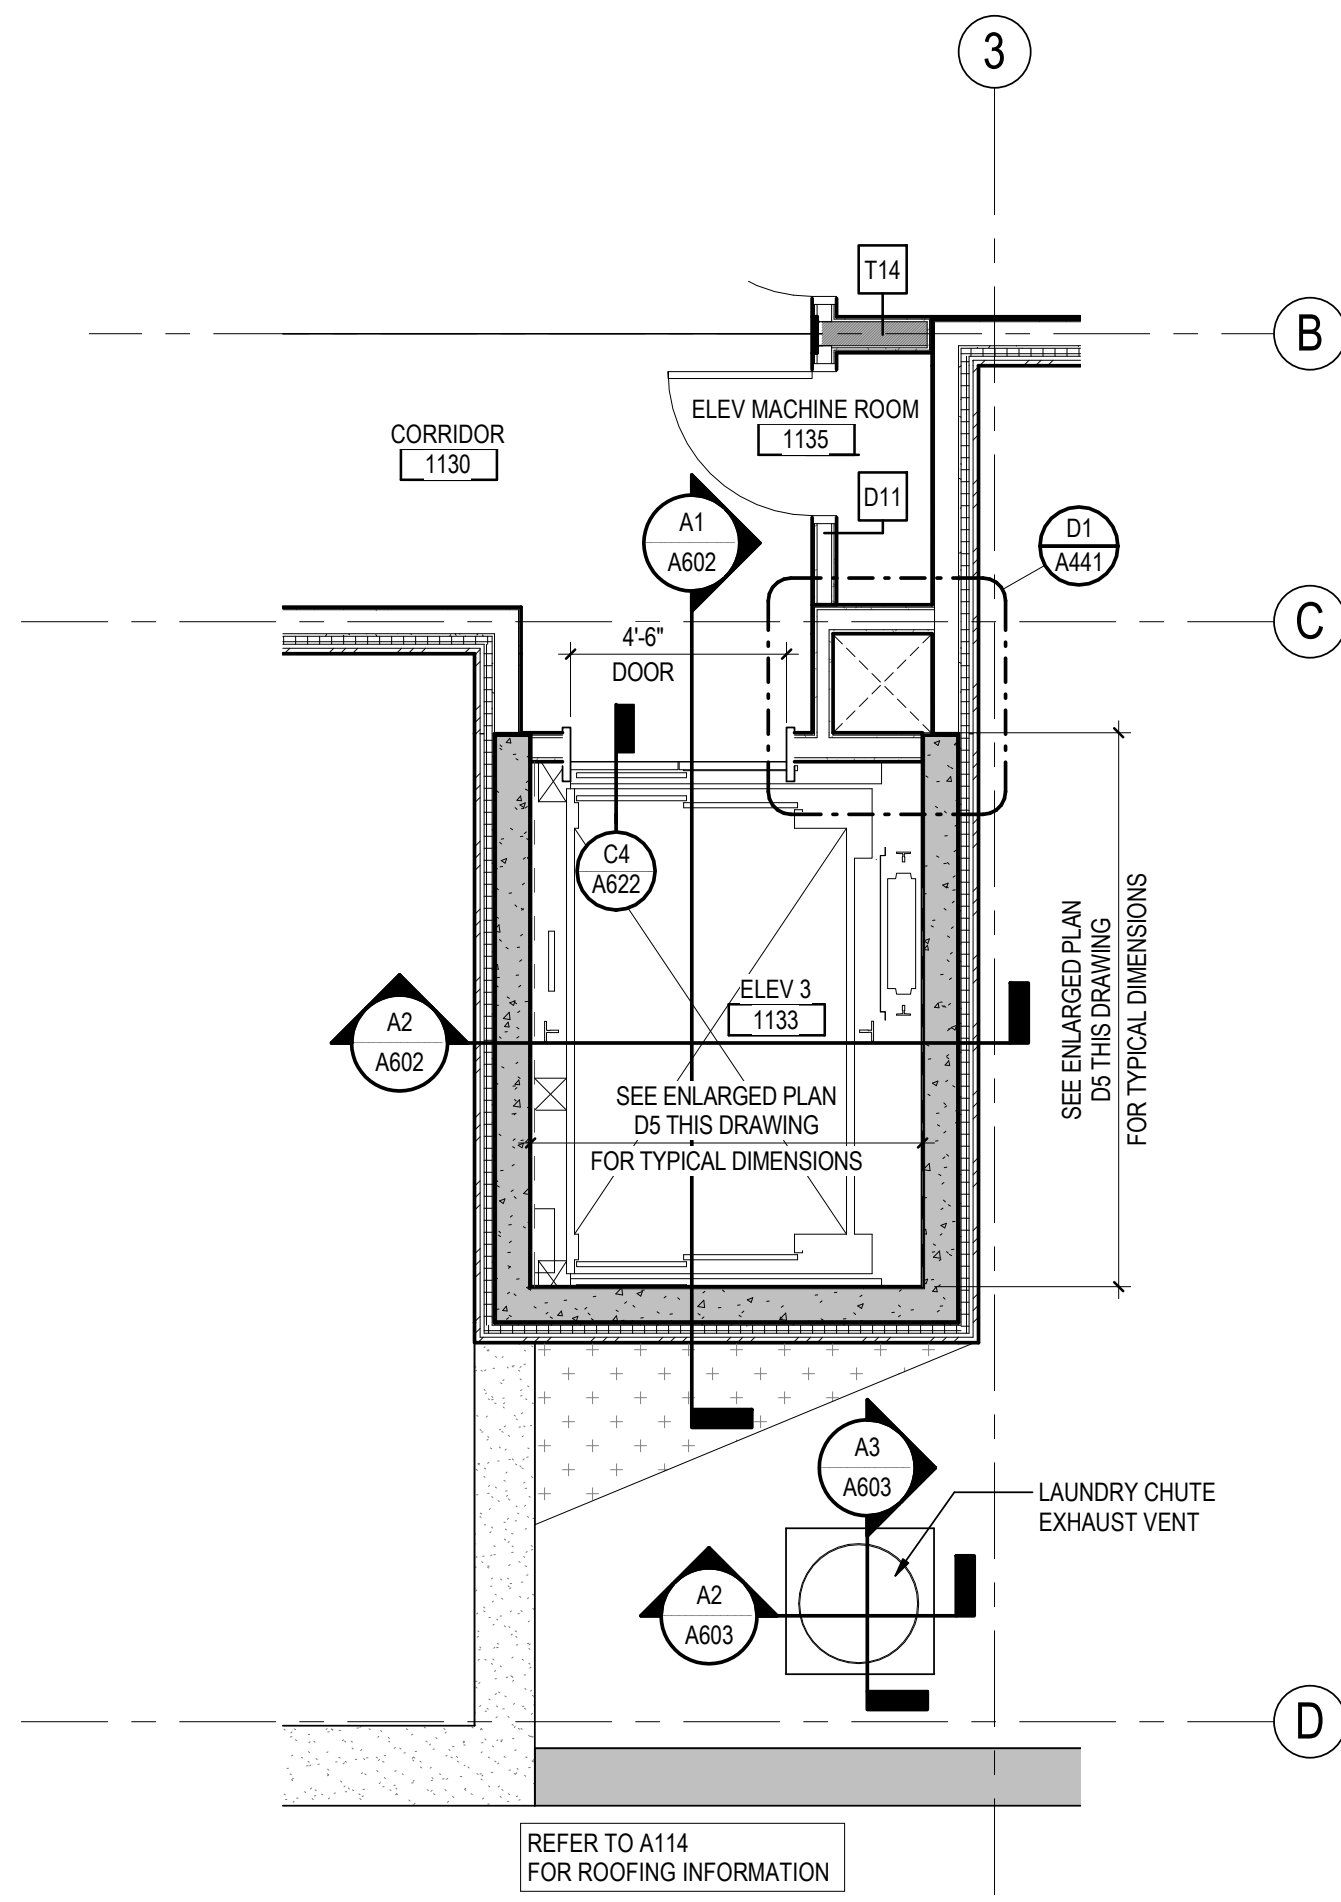 3
T14
B
ELEV MACHINE ROOM
1135
CORRIDOR
1130
D11
A1
A602
D1
A441
C
4'-6"
DOOR
C4
A622
SEE ENLARGED PLAN
D5 THIS DRAWING
FOR TYPICAL DIMENSIONS
ELEV 3
1133
A2
A602
SEE ENLARGED PLAN
D5 THIS DRAWING
FOR TYPICAL DIMENSIONS
A3
A603
LAUNDRY CHUTE
EXHAUST VENT
A2
A603
D
REFER TO A114
FOR ROOFING INFORMATION